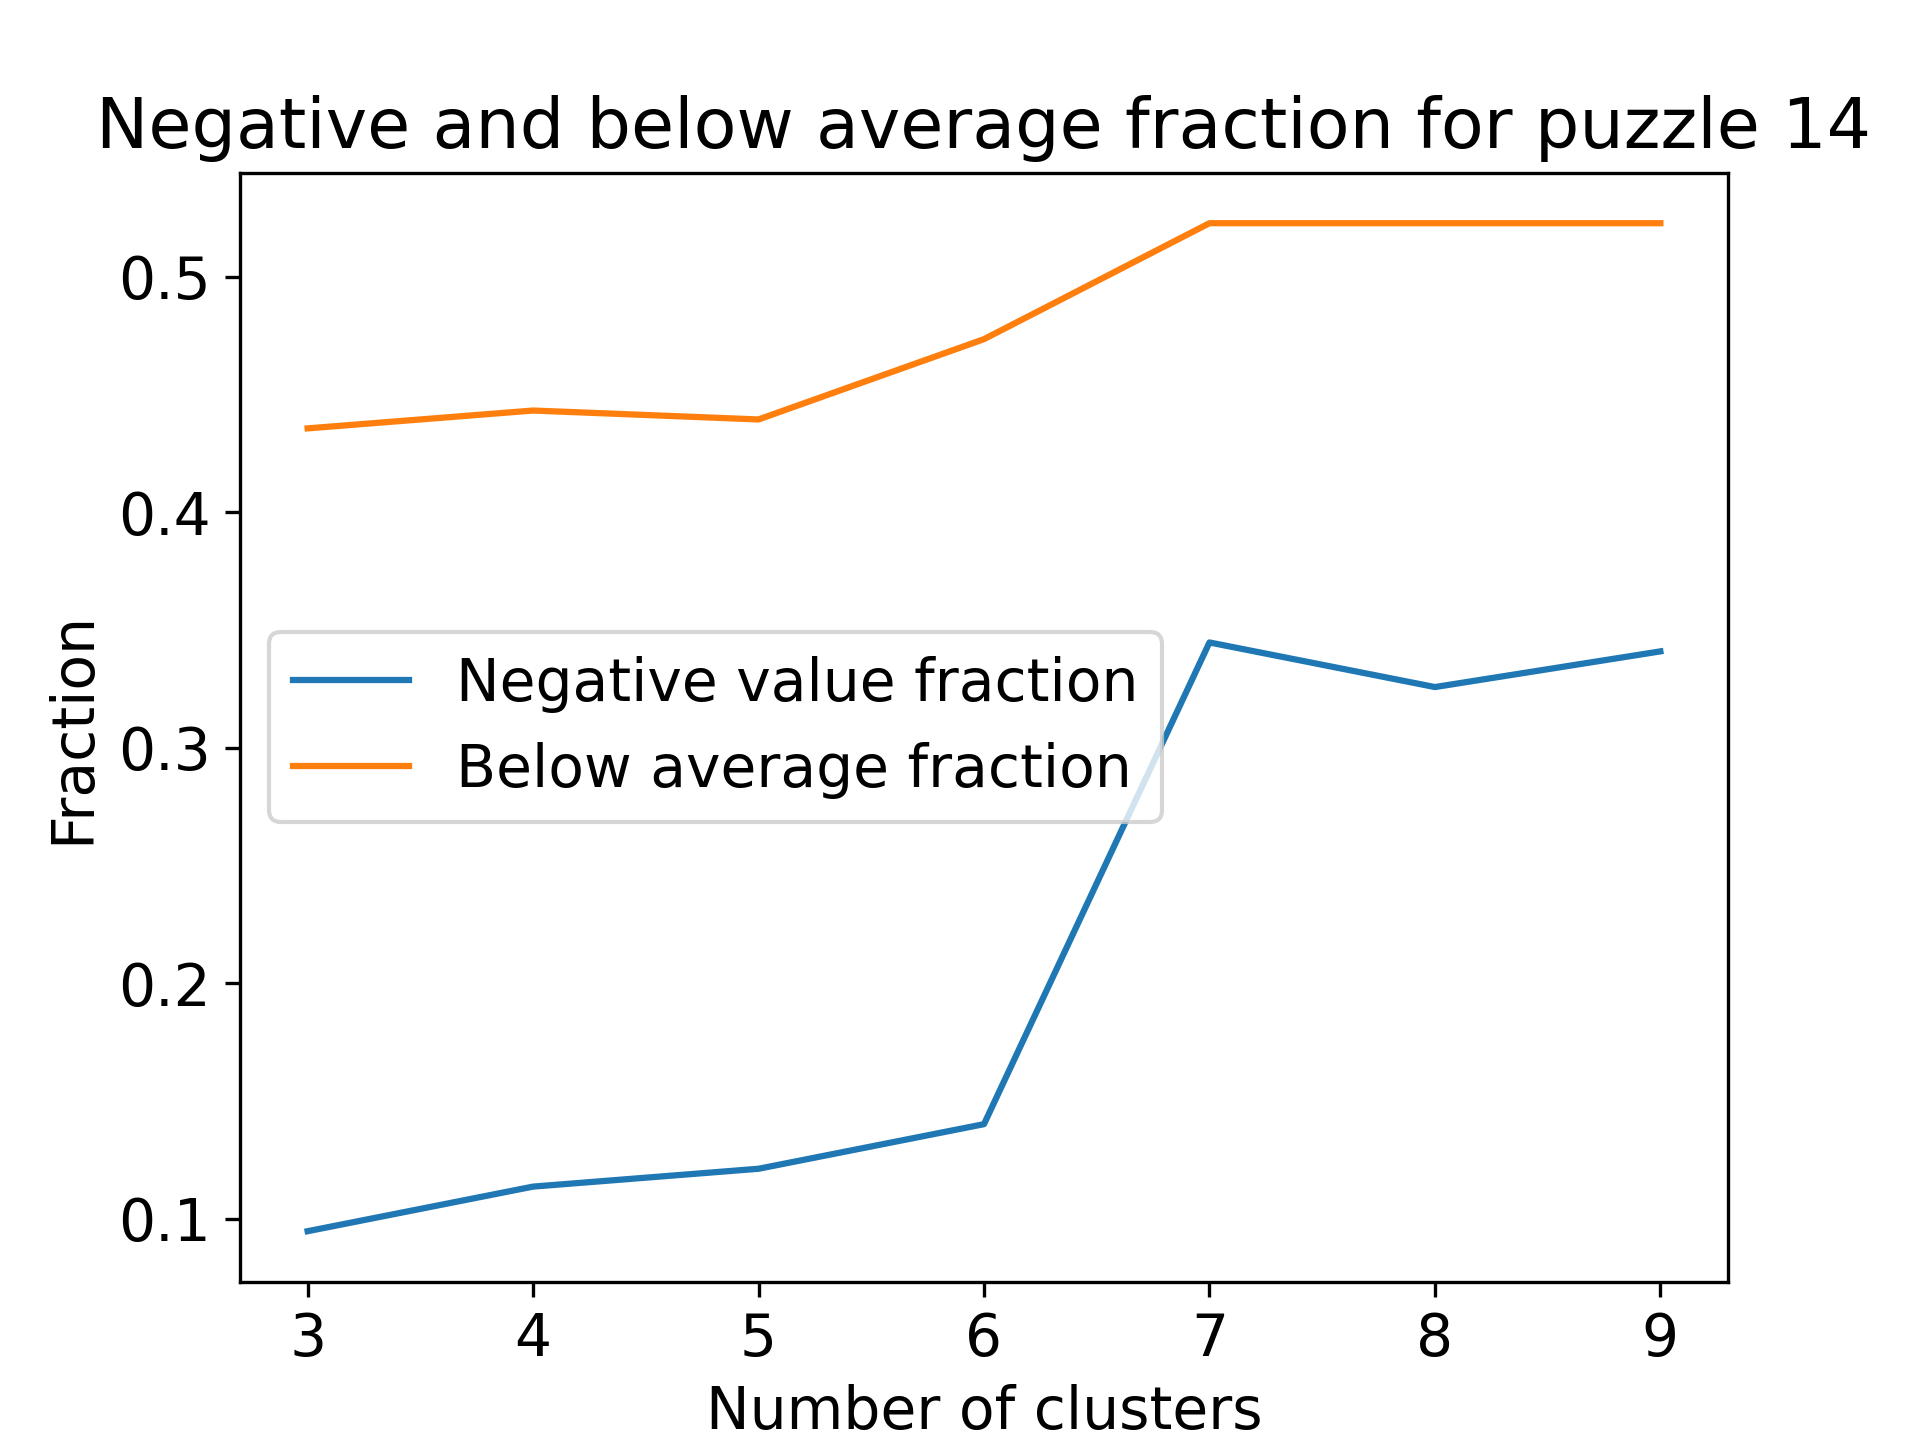 Negative and below average fraction for puzzle 14
0.5
0.4
0.3
0.2
0.1
Fraction
Negative value fraction
Below average fraction
3 4 5 6 7 8 9
Number of clusters